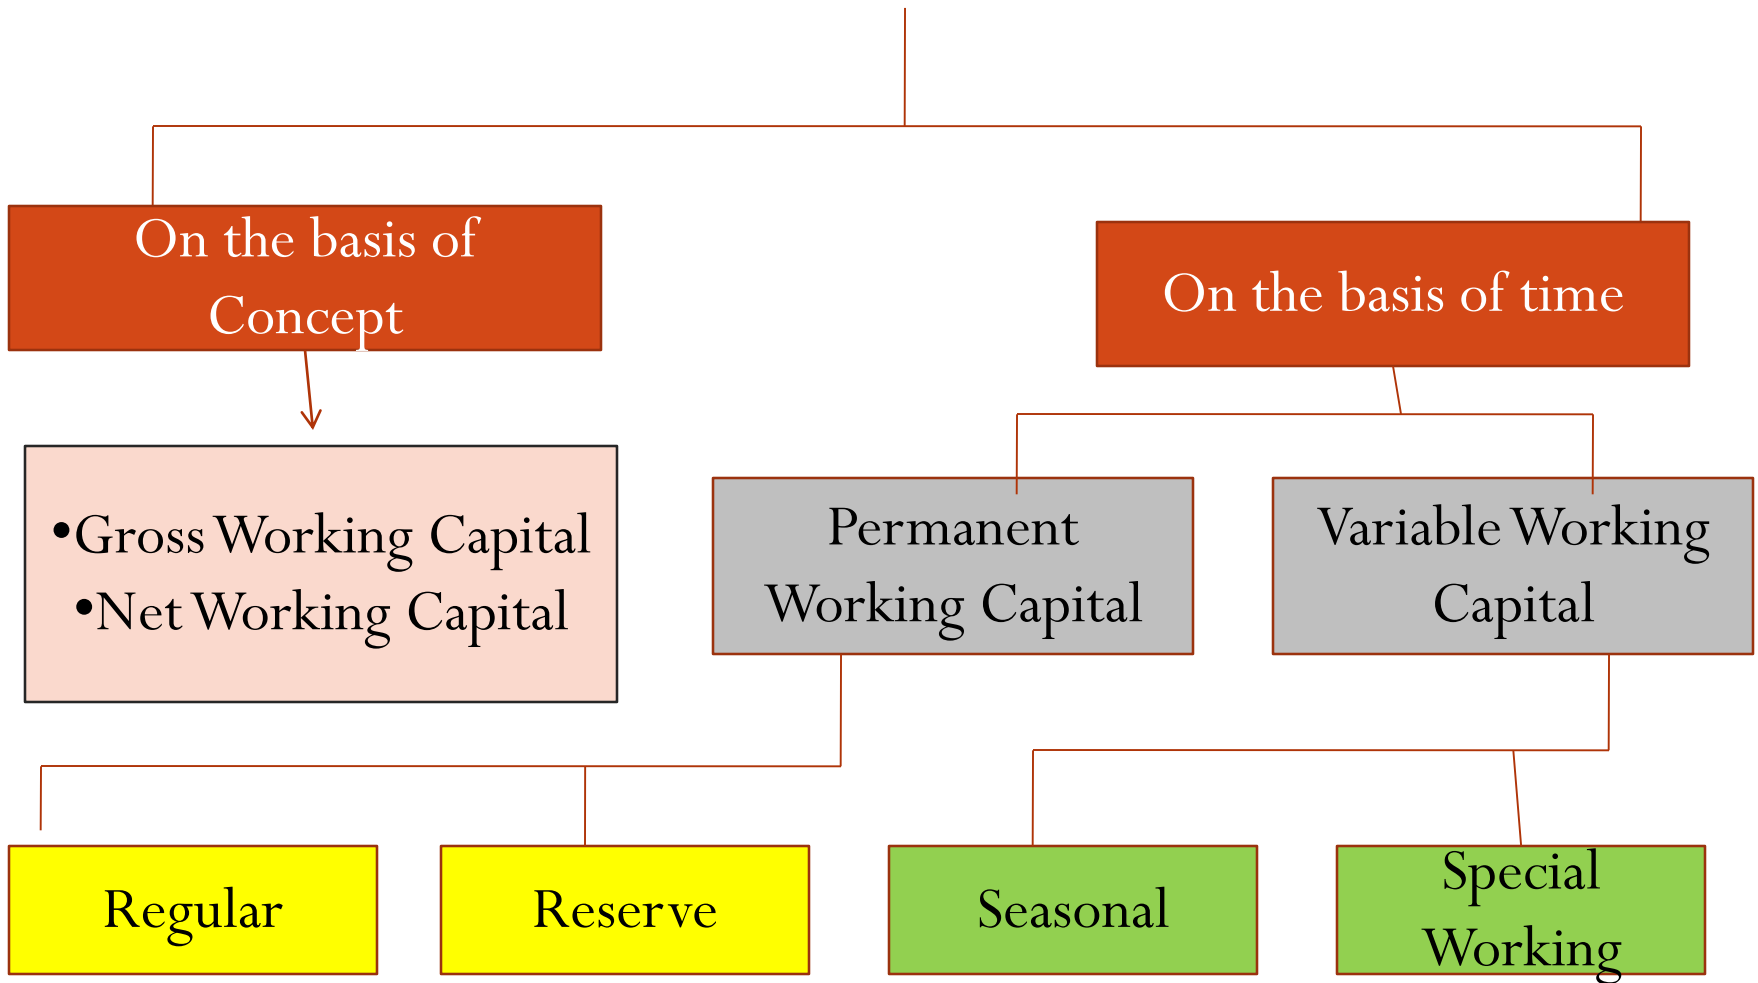 On the basis of
Concept
On the basis of time
•Gross Working Capital
•Net Working Capital
Permanent
Working Capital
Variable Working
Capital
Regular
Reserve
Seasonal
Special
Working